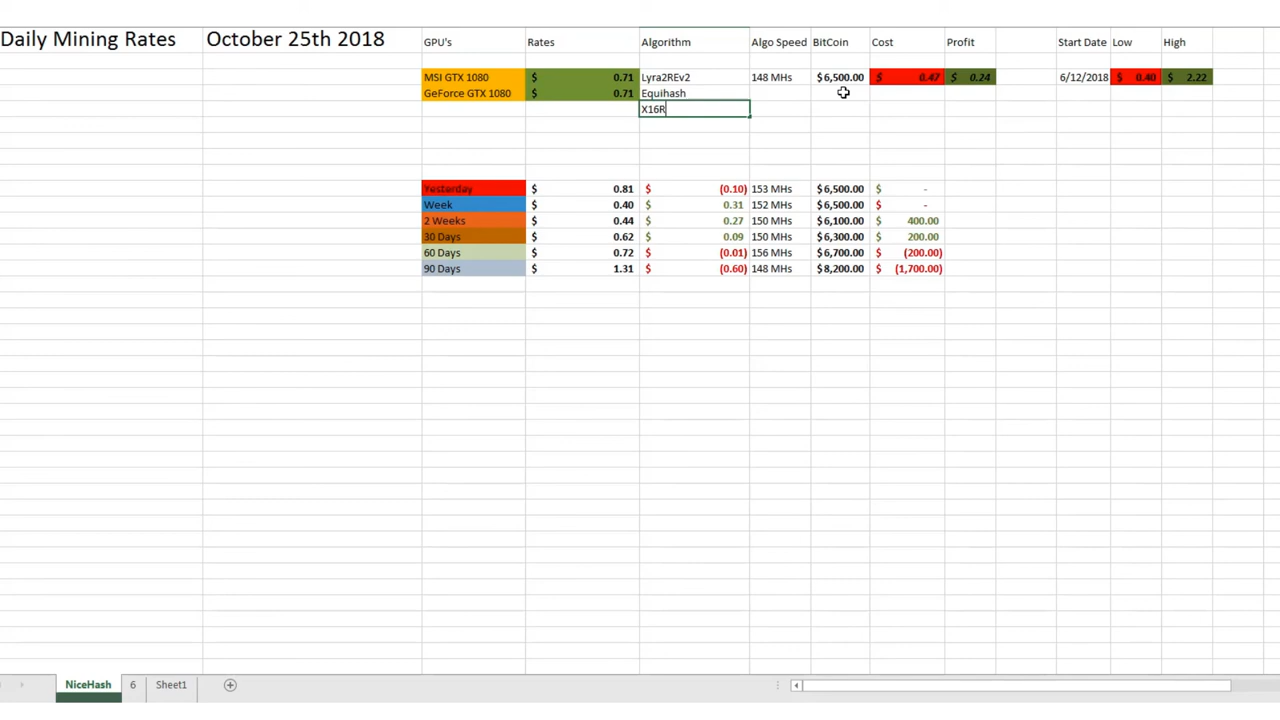 Daily Mining Rates October 25th 2018 GPU's Rates Algorithm Algo Speed BitCoin Cost Profit Start Date Low High
MSI GTX 1080 $ 0.71 Lyra2REv2 148 MHs $6,500.00 $ 0.47 $ 0.24 6/12/2018 $ 0.40 $ 2.22
GeForce GTX 1080 $ 0.71 Equihash
X16R
Yesterday $ 0.81 $ (0.10) 153 MHs $6,500.00 $ -
Week $ 0.40 $ 0.31 152 MHs $6,500.00 $ -
2 Weeks $ 0.44 $ 0.27 150 MHs $6,100.00 $ 400.00
30 Days $ 0.62 $ 0.09 150 MHs $6,300.00 $ 200.00
60 Days $ 0.72 $ (0.01) 156 MHs $6,700.00 $ (200.00)
90 Days $ 1.31 $ (0.60) 148 MHs $8,200.00 $ (1,700.00)
NiceHash 6 Sheet1